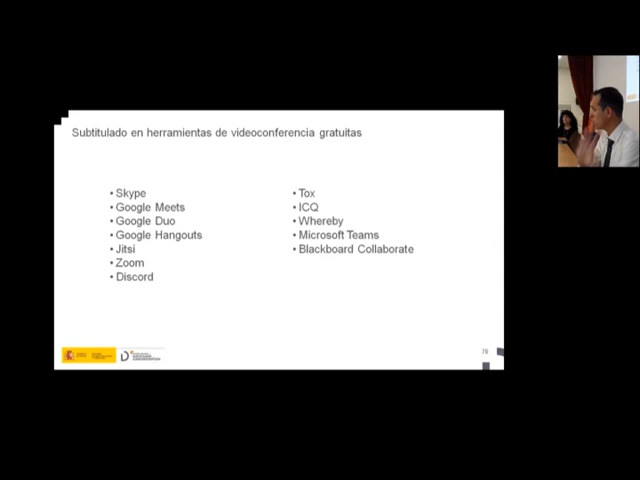 Subtitulado en herramientas de videoconferencia gratuitas
• Skype
• Google Meets
• Google Duo
• Google Hangouts
• Jitsi
• Zoom
• Discord
• Tox
• ICQ
• Whereby
• Microsoft Teams
• Blackboard Collaborate
79